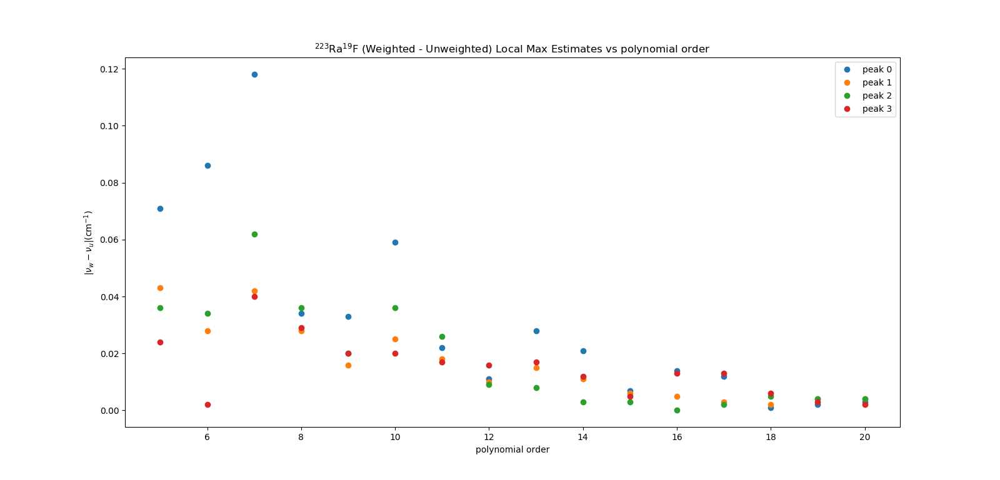 ²²³Ra¹⁹F (Weighted - Unweighted) Local Max Estimates vs polynomial order
peak 0
peak 1
peak 2
peak 3
|ν_w − ν_u|(cm⁻¹)
0.12
0.10
0.08
0.06
0.04
0.02
0.00
6 8 10 12 14 16 18 20
polynomial order